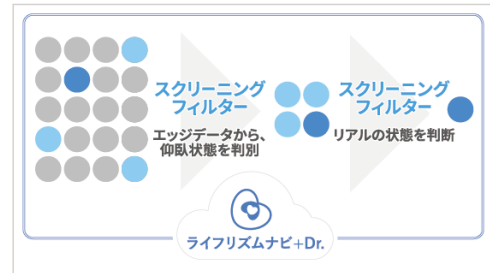 スクリーニング
フィルター
エッジデータから、
仰臥状態を判別
スクリーニング
フィルター
リアルの状態を判断
ライフリズムナビ+Dr.